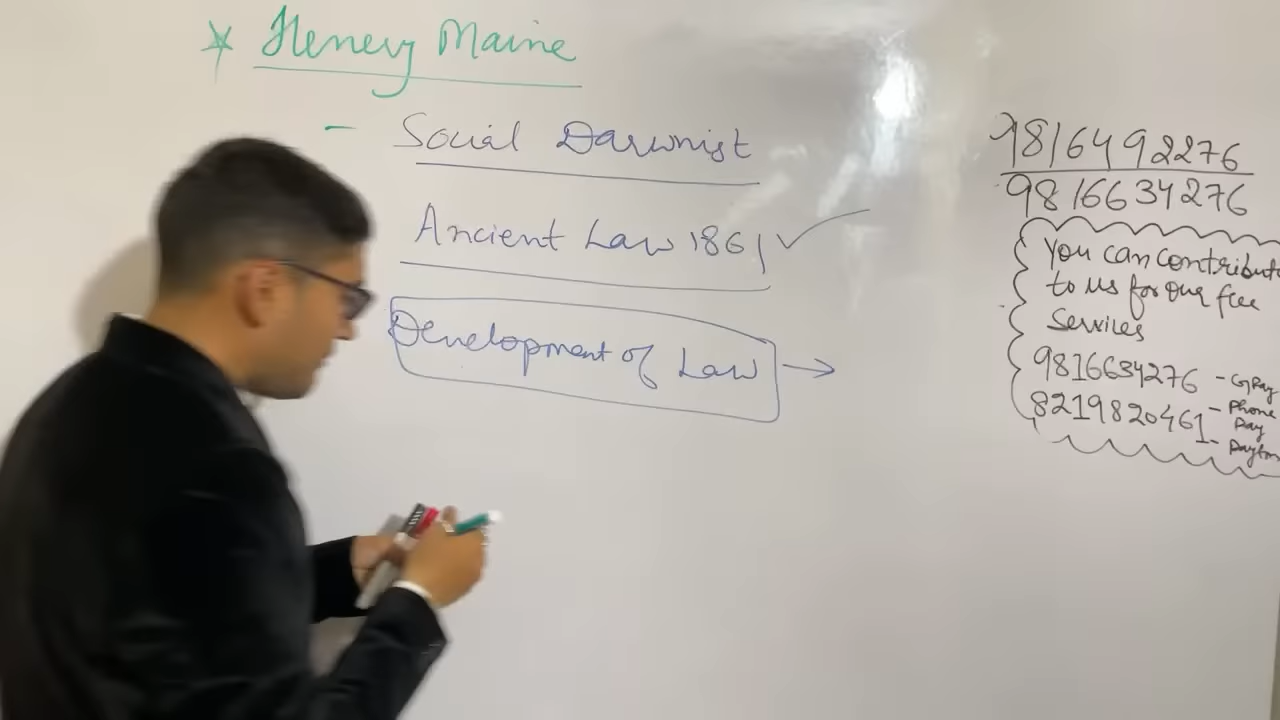 Henery Maine
- Social Darwnist
Ancient Law 1861 ✓
Development of Law →
9816492276
9816634276
You can contribut
to us for our free
Services
9816634276 - GPay
8219820461 - Phone
Pay
- Paytm